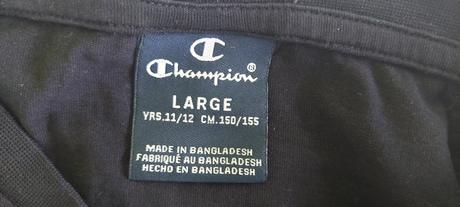 Champion®
LARGE
YRS.11/12 CM.150/155
MADE IN BANGLADESH
FABRIQUÉ AU BANGLADESH
HECHO EN BANGLADESH